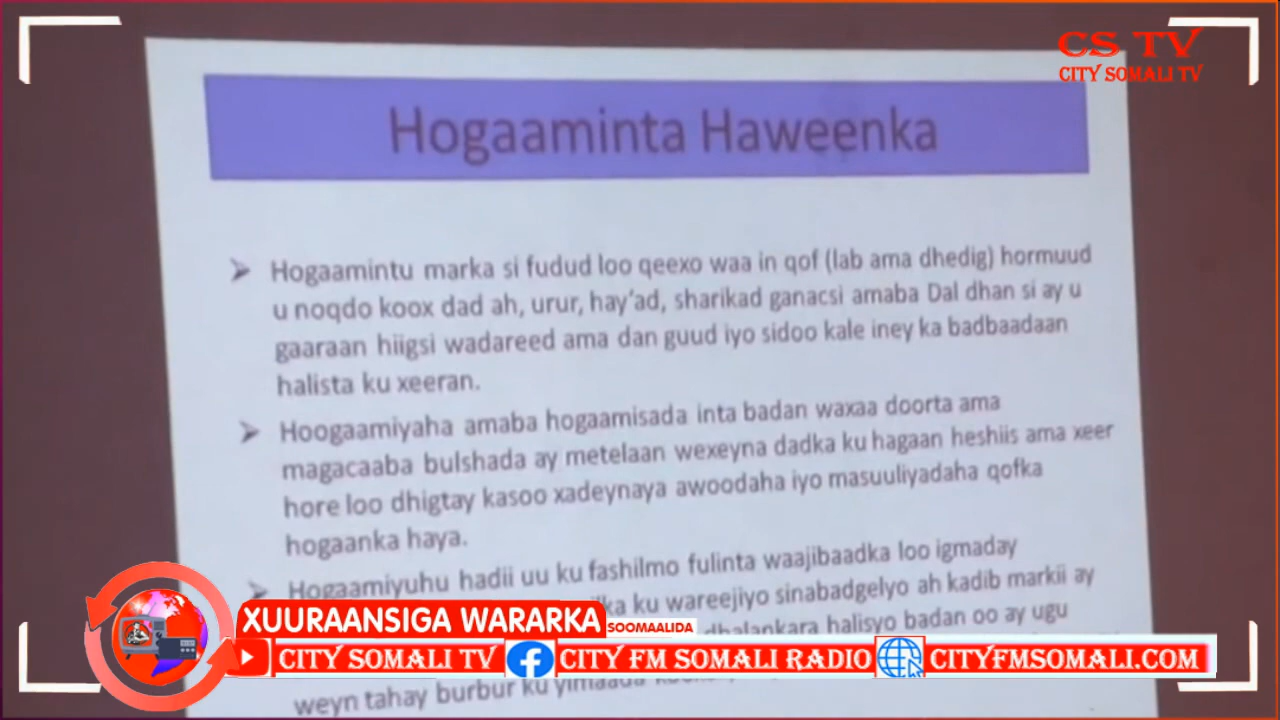 CS TV
CITY SOMALI TV
Hogaaminta Haweenka
Hogaamintu marka si fudud loo qeexo waa in qof (lab ama dhedig) hormuud
u noqdo koox dad ah, urur, hay'ad, sharikad ganacsi amaba Dal dhan si ay u
gaaraan hiigsi wadareed ama dan guud iyo sidoo kale iney ka badbaadaan
halista ku xeeran.
Hoogaamiyaha amaba hogaamisada inta badan waxaa doorta ama
magacaaba bulshada ay metelaan wexeyna dadka ku hagaan heshiis ama xeer
hore loo dhigtay kasoo xadeynaya awoodaha iyo masuuliyadaha qofka
hogaanka haya.
Hogaamiyuhu hadii uu ku fashilmo fulinta waajibaadka loo igmaday
ku wareejiyo sinabadgelyo ah kadib markii ay
dhalankara halisyo badan oo ay ugu
weyn tahay burbur ku yimaada
XUURAANSIGA WARARKA
SOOMAALIDA
CITY SOMALI TV CITY FM SOMALI RADIO CITYFMSOMALI.COM